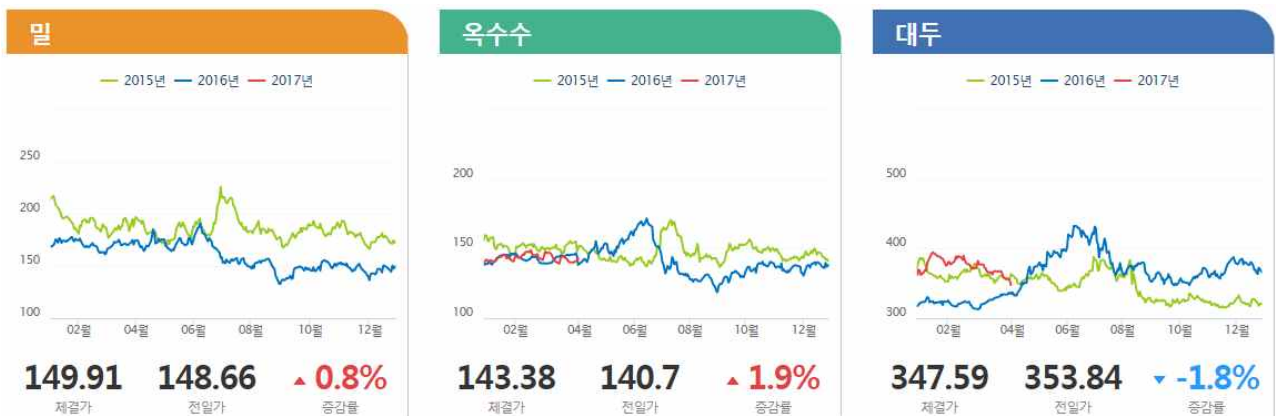 밀
2015년 2016년 2017년
250
200
150
100
02월 04월 06월 08월 10월 12월
149.91 148.66 ▲ 0.8%
체결가 전일가 증감률
옥수수
2015년 2016년 2017년
200
150
100
02월 04월 06월 08월 10월 12월
143.38 140.7 ▲ 1.9%
체결가 전일가 증감률
대두
2015년 2016년 2017년
500
400
300
02월 04월 06월 08월 10월 12월
347.59 353.84 ▼ -1.8%
체결가 전일가 증감률